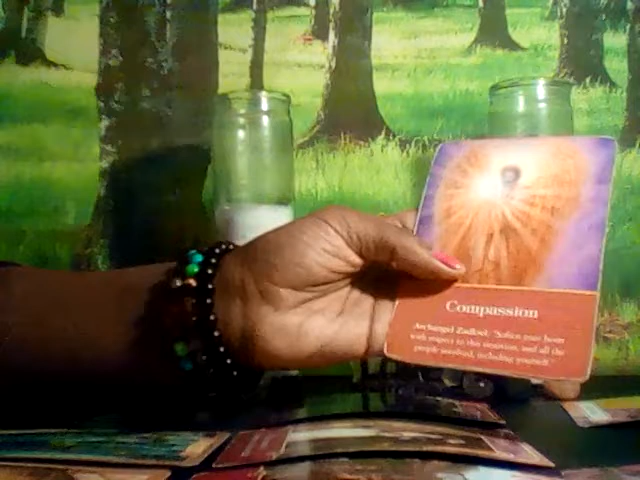 Compassion
Archangel Zadkiel: "Soften your heart
with respect to this situation, and all the
people involved, including yourself."